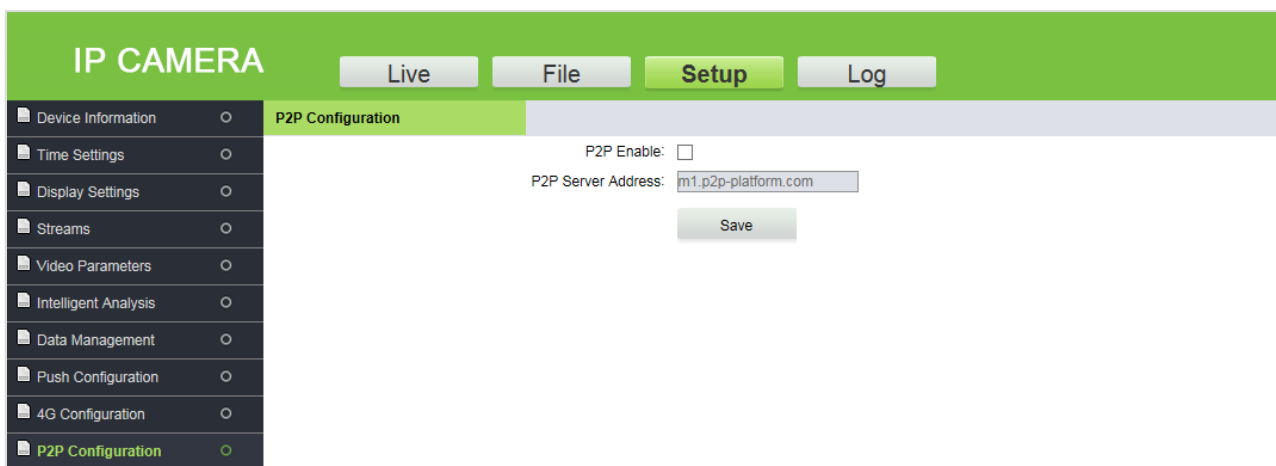 IP CAMERA
Live File Setup Log
Device Information
Time Settings
Display Settings
Streams
Video Parameters
Intelligent Analysis
Data Management
Push Configuration
4G Configuration
P2P Configuration
P2P Configuration
P2P Enable:
P2P Server Address: m1.p2p-platform.com
Save